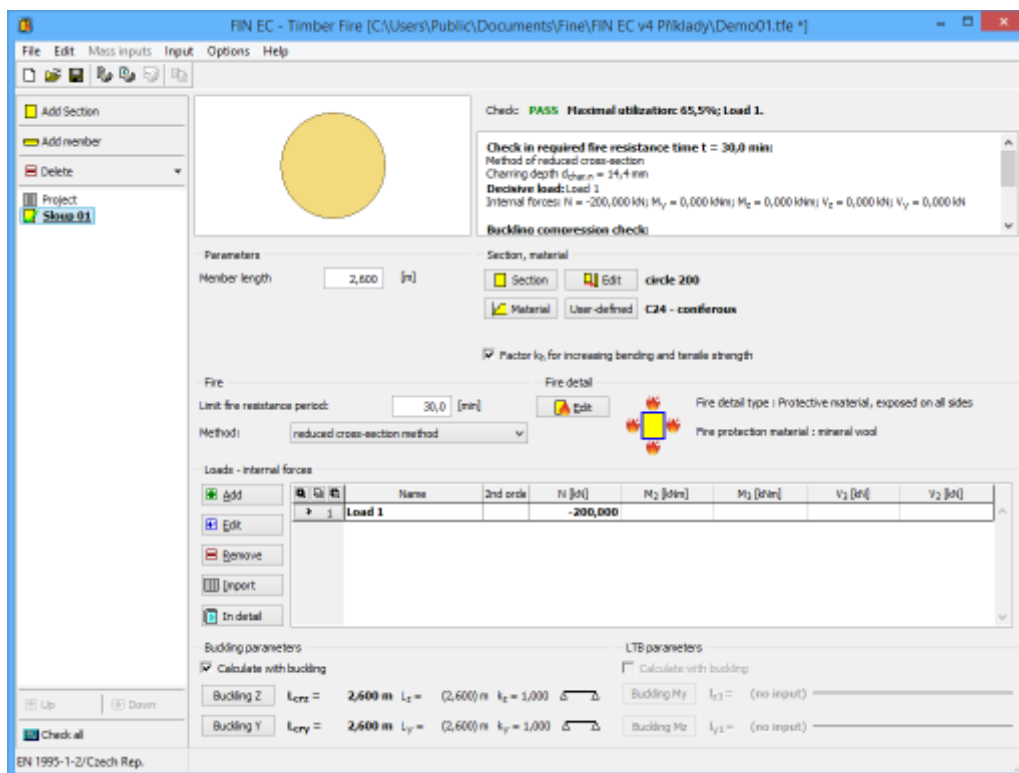 FIN EC - Timber Fire [C:\Users\Public\Documents\Fine\FIN EC v4 Příklady\Demo01.tfe *]
File Edit Mass inputs Input Options Help
Add Section
Add member
Delete
Project
Sloup 01
Check: PASS Maximal utilization: 65,5%; Load 1.
Check in required fire resistance time t = 30,0 min:
Method of reduced cross-section
Charring depth dchar,n = 14,4 mm
Decisive load: Load 1
Internal forces: N = -200,000 kN; My = 0,000 kNm; Mz = 0,000 kNm; Vz = 0,000 kN; Vy = 0,000 kN
Buckling compression check:
Parameters
Member length 2,600 [m]
Section, material
Section Edit circle 200
Material User-defined C24 - coniferous
Factor kh for increasing bending and tensile strength
Fire
Limit fire resistance period: 30,0 [min]
Method: reduced cross-section method
Fire detail
Edit
Fire detail type : Protective material, exposed on all sides
Fire protection material : mineral wool
Loads - internal forces
Add
Edit
Remove
Import
In detail
Name 2nd orde N [kN] M2 [kNm] M3 [kNm] V3 [kN] V2 [kN]
1 Load 1 -200,000
Buckling parameters
Calculate with buckling
Buckling Z Lcrz = 2,600 m Lz = (2,600) m kz = 1,000
Buckling Y Lcry = 2,600 m Ly = (2,600) m ky = 1,000
LTB parameters
Calculate with buckling
Buckling My lz1 = (no input)
Buckling Mz ly1 = (no input)
Up Down
Check all
EN 1995-1-2/Czech Rep.